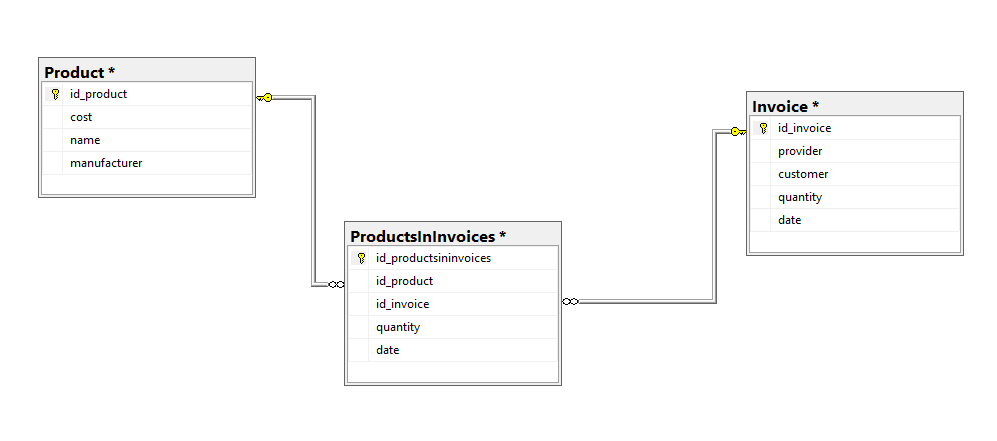 Product *
id_product
cost
name
manufacturer
Invoice *
id_invoice
provider
customer
quantity
date
ProductsInInvoices *
id_productsininvoices
id_product
id_invoice
quantity
date